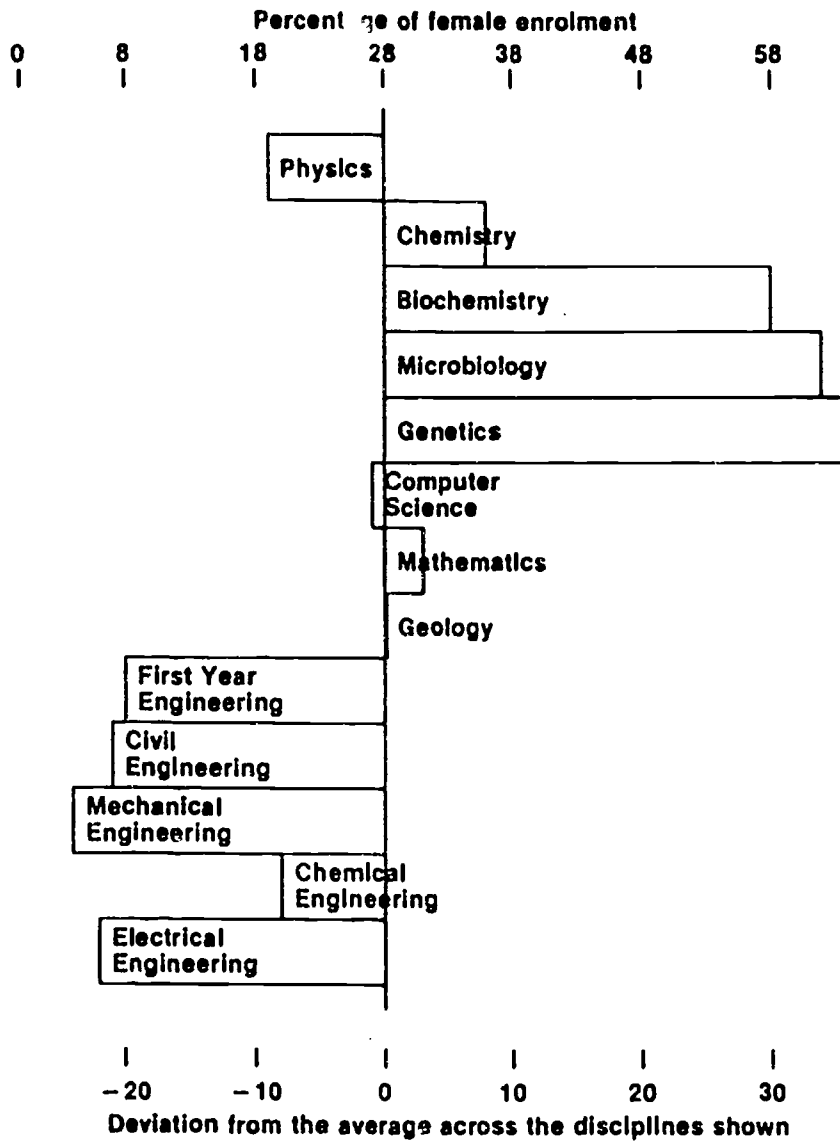 Percent ge of female enrolment
0 8 18 28 38 48 58
Physics
Chemistry
Biochemistry
Microbiology
Genetics
Computer
Science
Mathematics
Geology
First Year
Engineering
Civil
Engineering
Mechanical
Engineering
Chemical
Engineering
Electrical
Engineering
−20 −10 0 10 20 30
Deviation from the average across the disciplines shown